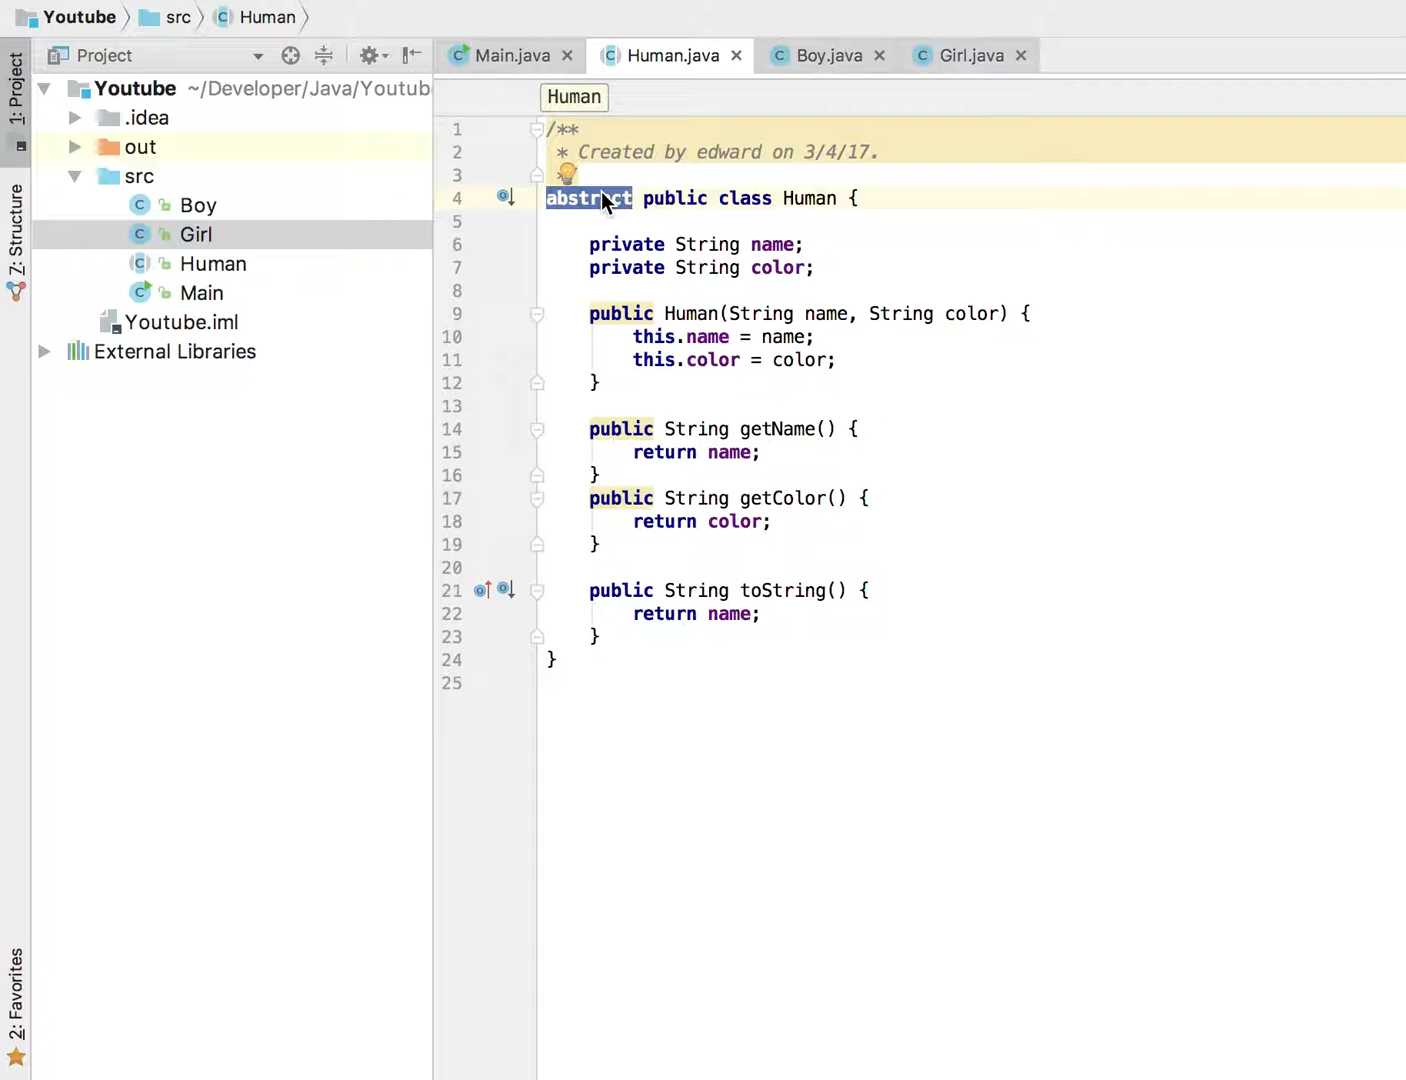 Youtube src Human
Project
Main.java Human.java Boy.java Girl.java
1: Project
7: Structure
2: Favorites
Youtube ~/Developer/Java/Youtub
.idea
out
src
Boy
Girl
Human
Main
Youtube.iml
External Libraries
Human
1 /**
2 * Created by edward on 3/4/17.
3
4 abstract public class Human {
5
6 private String name;
7 private String color;
8
9 public Human(String name, String color) {
10 this.name = name;
11 this.color = color;
12 }
13
14 public String getName() {
15 return name;
16 }
17 public String getColor() {
18 return color;
19 }
20
21 public String toString() {
22 return name;
23 }
24 }
25